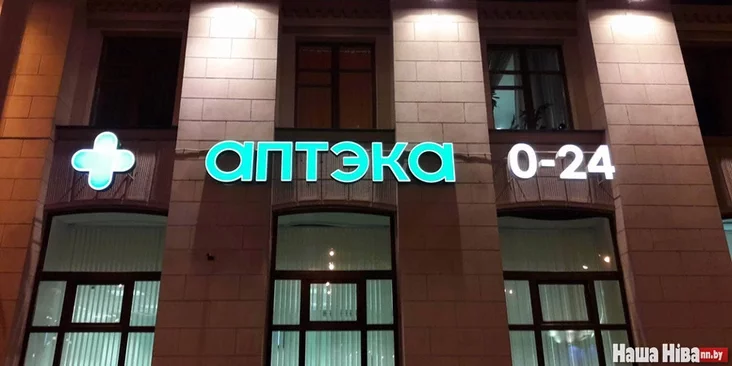 аптэка 0-24
Наша Ніва nn.by